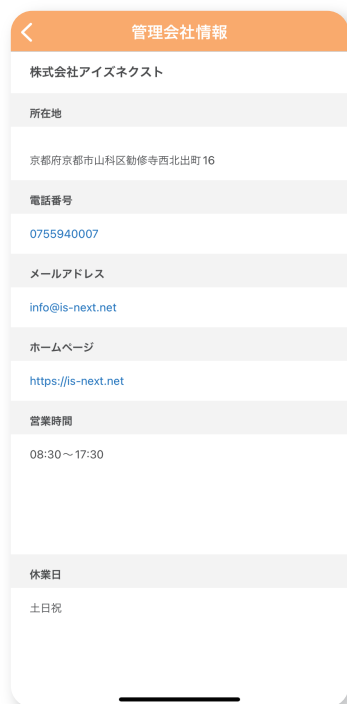 管理会社情報
株式会社アイズネクスト
所在地
京都府京都市山科区勧修寺西北出町16
電話番号
0755940007
メールアドレス
info@is-next.net
ホームページ
https://is-next.net
営業時間
08:30～17:30
休業日
土日祝